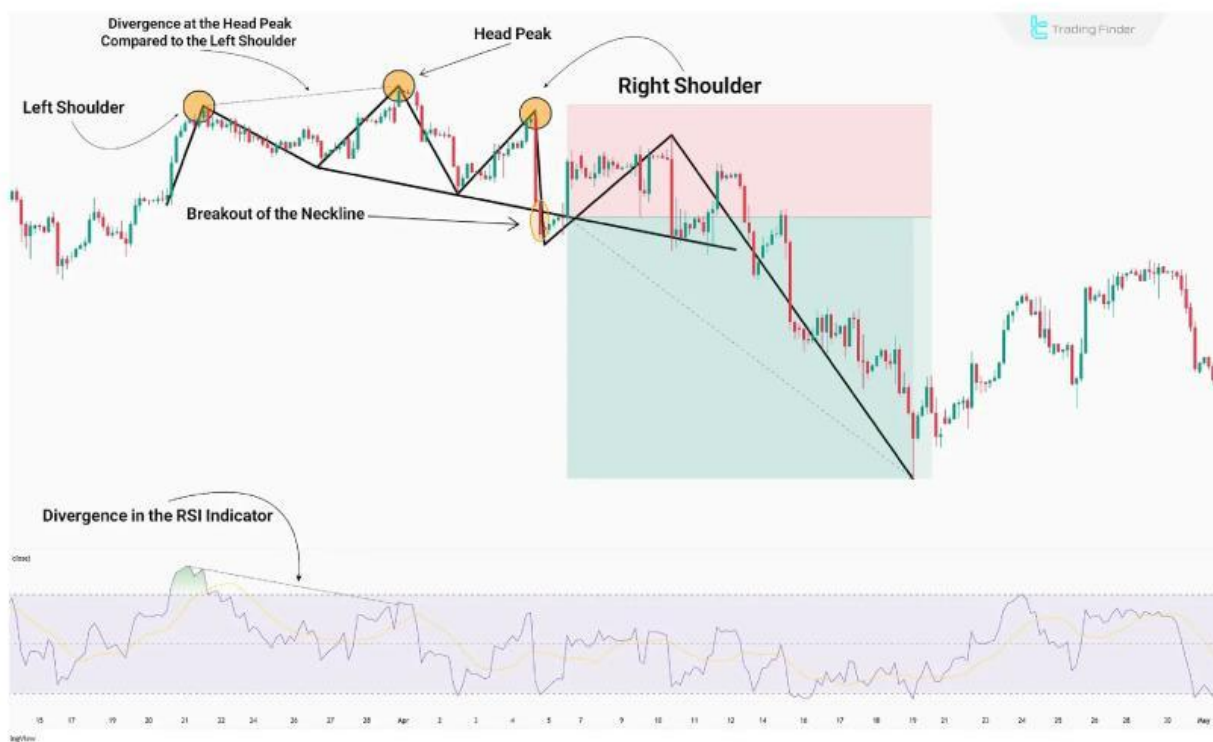 Divergence at the Head Peak
Compared to the Left Shoulder
Head Peak
Trading Finder
Left Shoulder
Right Shoulder
Breakout of the Neckline
Divergence in the RSI Indicator
close)
15 17 19 20 21 22 24 26 27 28 Apr 2 3 4 5 7 9 10 11 12 14 16 17 18 19 21 23 24 25 26 28 30 May
ingView